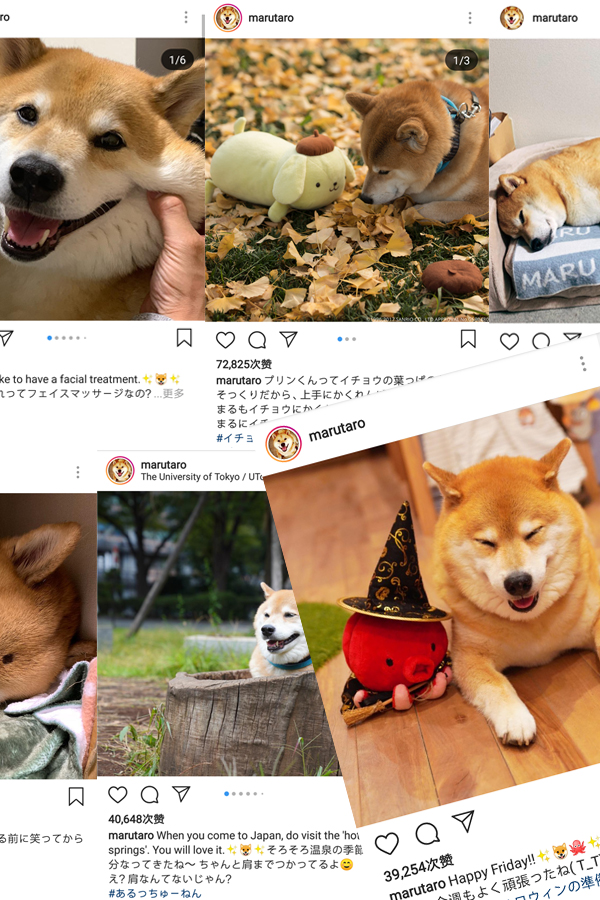 ro
1/6
ke to have a facial treatment.✨🐶✨
れってフェイスマッサージなの? ...更多
marutaro
1/3
72,825次赞
marutaro プリンくんってイチョウの葉っぱの
そっくりだから、上手にかくれん
まるもイチョウにかく
まるにイチ
#イチョ
marutaro
MARU
る前に笑ってから
marutaro
The University of Tokyo / UTo
40,648次赞
marutaro When you come to Japan, do visit the 'hot
springs'. You will love it.✨🐶✨そろそろ温泉の季節
分なってきたね〜 ちゃんと肩までつかってるよ😊
え? 肩なんてないじゃん?
#あるっちゅーねん
marutaro
39,254次赞
marutaro Happy Friday!!✨🐶🐙✨
今週もよく頑張ったね( T_T
ロウィンの準備